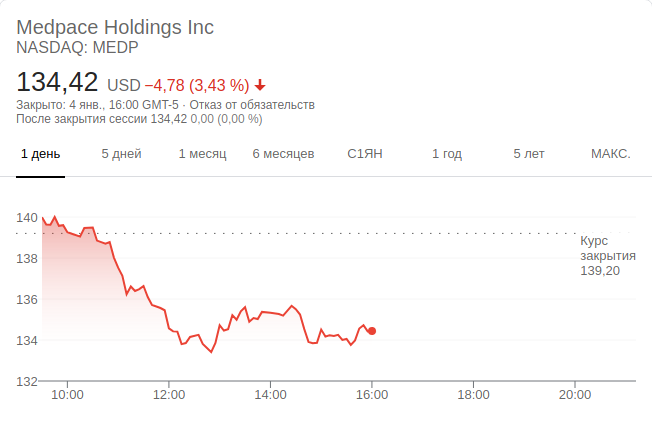 Medpace Holdings Inc
NASDAQ: MEDP
134,42 USD −4,78 (3,43 %)
Закрыто: 4 янв., 16:00 GMT-5 · Отказ от обязательств
После закрытия сессии 134,42 0,00 (0,00 %)
1 день 5 дней 1 месяц 6 месяцев С1ЯН 1 год 5 лет МАКС.
140
Курс
закрытия
139,20
138
136
134
132
10:00 12:00 14:00 16:00 18:00 20:00